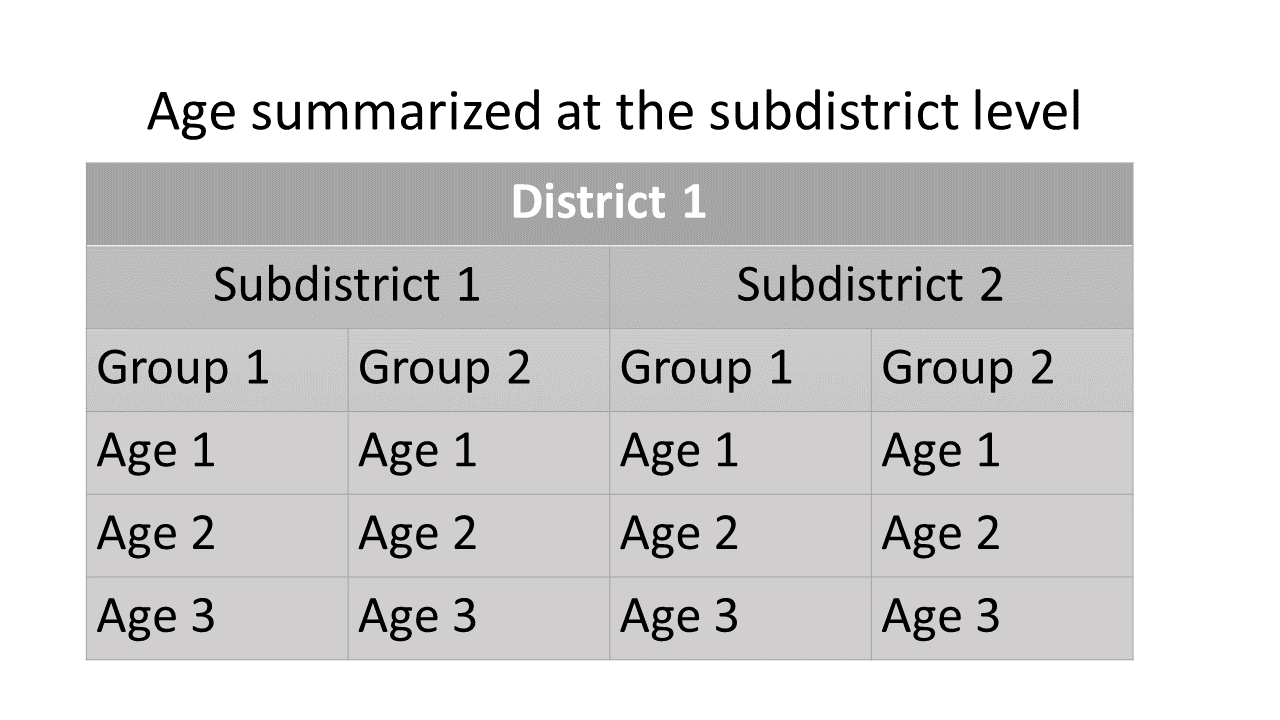 Age summarized at the subdistrict level
District 1
Subdistrict 1 Subdistrict 2
Group 1 Group 2 Group 1 Group 2
Age 1 Age 1 Age 1 Age 1
Age 2 Age 2 Age 2 Age 2
Age 3 Age 3 Age 3 Age 3